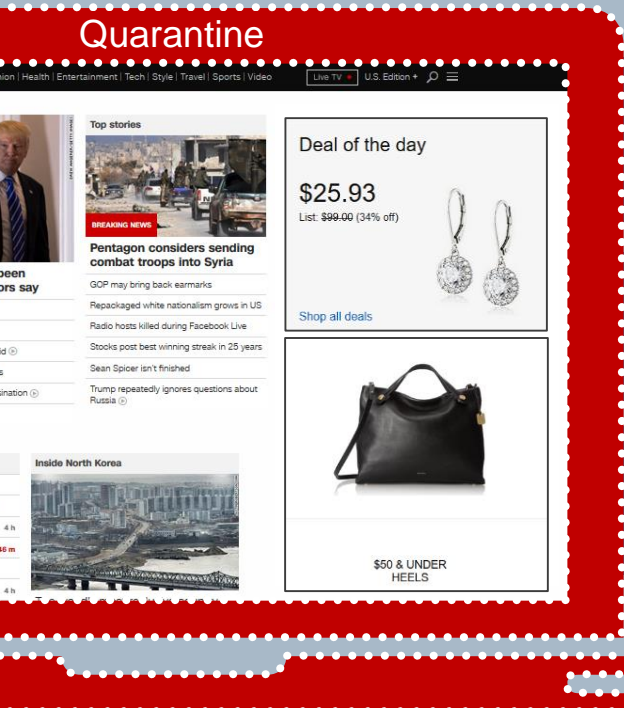 Quarantine
nion | Health | Entertainment | Tech | Style | Travel | Sports | Video
Live TV
U.S. Edition +
Top stories
BREAKING NEWS
Pentagon considers sending
combat troops into Syria
GOP may bring back earmarks
Repackaged white nationalism grows in US
Radio hosts killed during Facebook Live
Stocks post best winning streak in 25 years
Sean Spicer isn't finished
Trump repeatedly ignores questions about
Russia
been
ors say
ld
s
sination
4 h
46 m
4 h
Inside North Korea
Deal of the day
$25.93
List: $99.00 (34% off)
Shop all deals
$50 & UNDER
HEELS